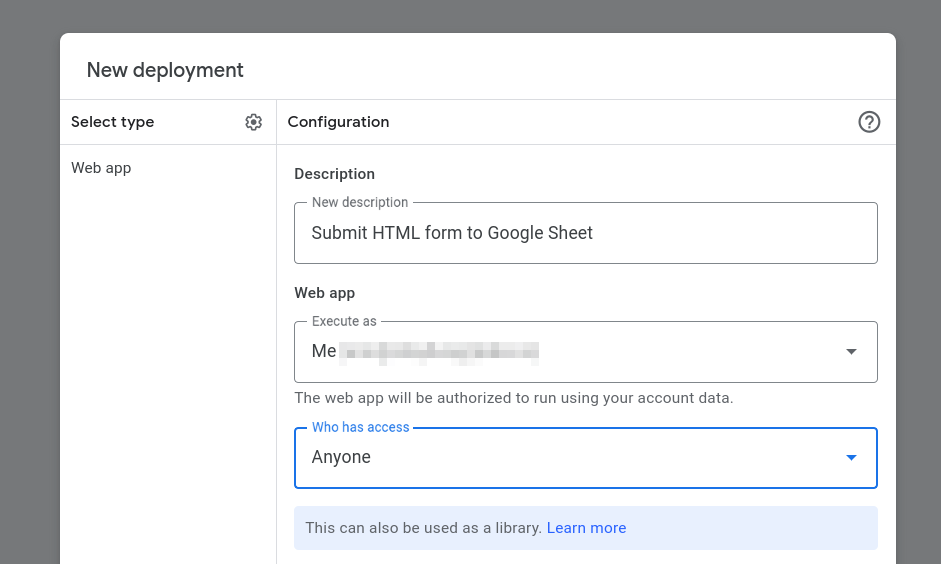 New deployment
Select type
Configuration
Web app
Description
New description
Submit HTML form to Google Sheet
Web app
Execute as
Me
The web app will be authorized to run using your account data.
Who has access
Anyone
This can also be used as a library. Learn more